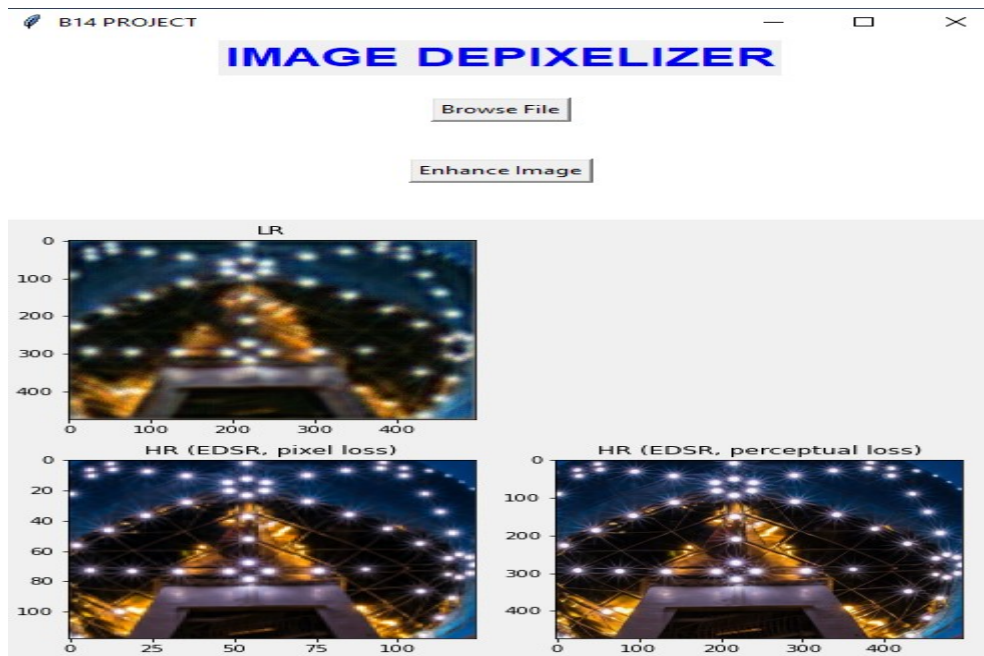 B14 PROJECT
IMAGE DEPIXELIZER
Browse File
Enhance Image
LR
0
100
200
300
400
0 100 200 300 400
HR (EDSR, pixel loss)
0
20
40
60
80
100
0 25 50 75 100
HR (EDSR, perceptual loss)
0
100
200
300
400
0 100 200 300 400